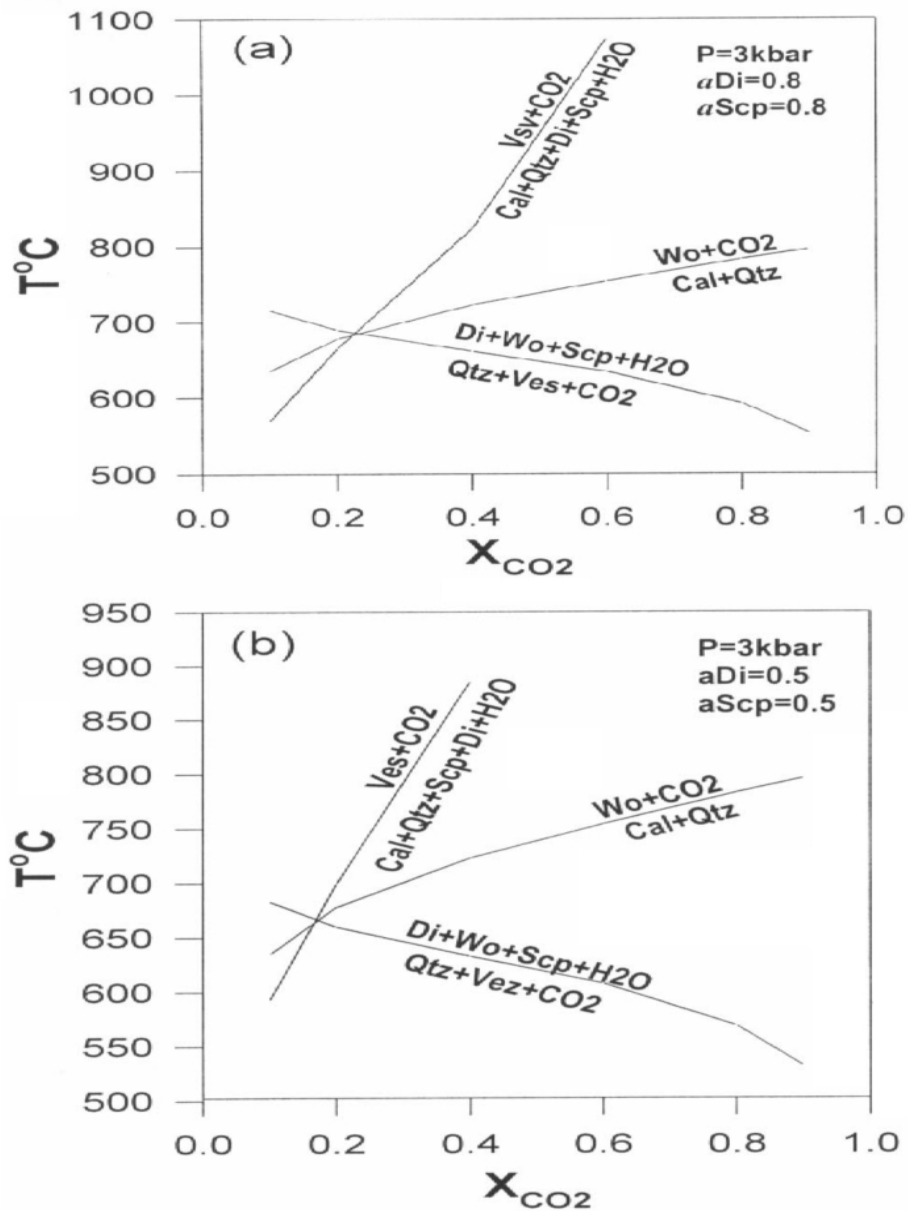 (a)
P=3kbar
aDi=0.8
aScp=0.8
1100
1000
900
800
700
600
500
T°C
Vsv+CO2
Cal+Qtz+Di+Scp+H2O
Wo+CO2
Cal+Qtz
Di+Wo+Scp+H2O
Qtz+Ves+CO2
0.0 0.2 0.4 0.6 0.8 1.0
XCO2
(b)
P=3kbar
aDi=0.5
aScp=0.5
950
900
850
800
750
700
650
600
550
500
T°C
Ves+CO2
Cal+Qtz+Scp+Di+H2O
Wo+CO2
Cal+Qtz
Di+Wo+Scp+H2O
Qtz+Vez+CO2
0.0 0.2 0.4 0.6 0.8 1.0
XCO2